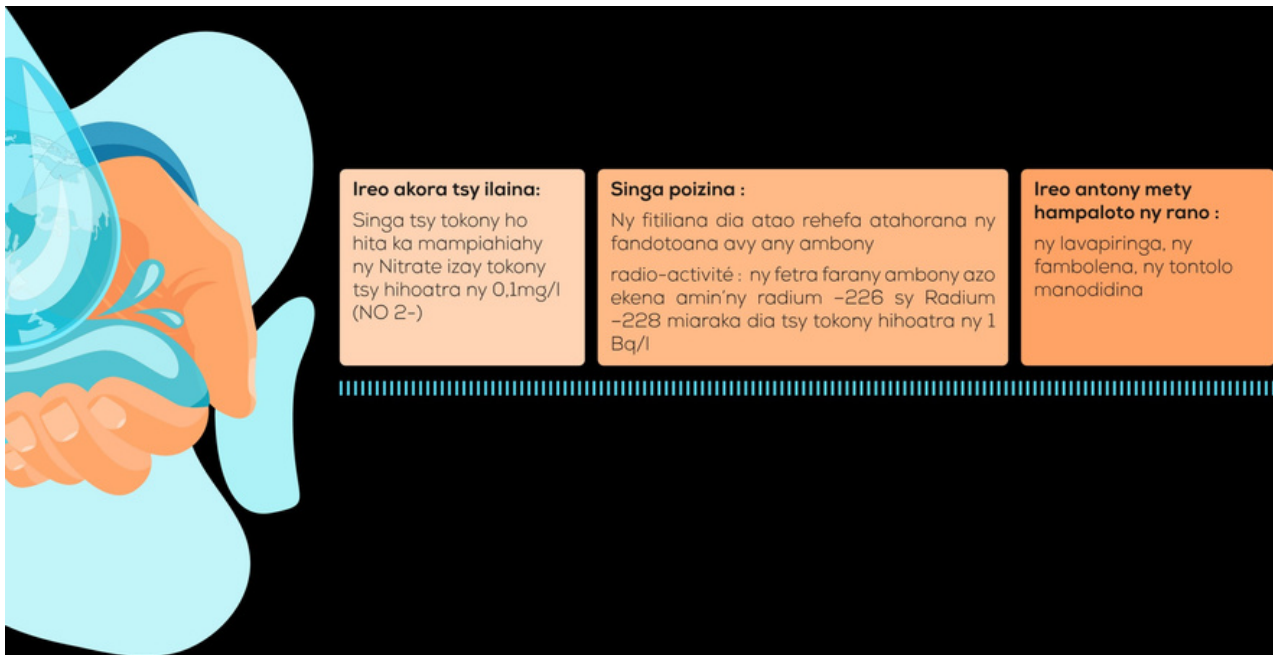 Ireo akora tsy ilaina:
Singa tsy tokony ho
hita ka mampiahiahy
ny Nitrate izay tokony
tsy hihoatra ny 0,1mg/l
(NO 2-)
Singa poizina :
Ny fitiliana dia atao rehefa atahorana ny
fandotoana avy any ambony
radio-activité : ny fetra farany ambony azo
ekena amin'ny radium -226 sy Radium
-228 miaraka dia tsy tokony hihoatra ny 1
Bq/l
Ireo antony mety
hampaloto ny rano :
ny lavapiringa, ny
fambolena, ny tontolo
manodidina